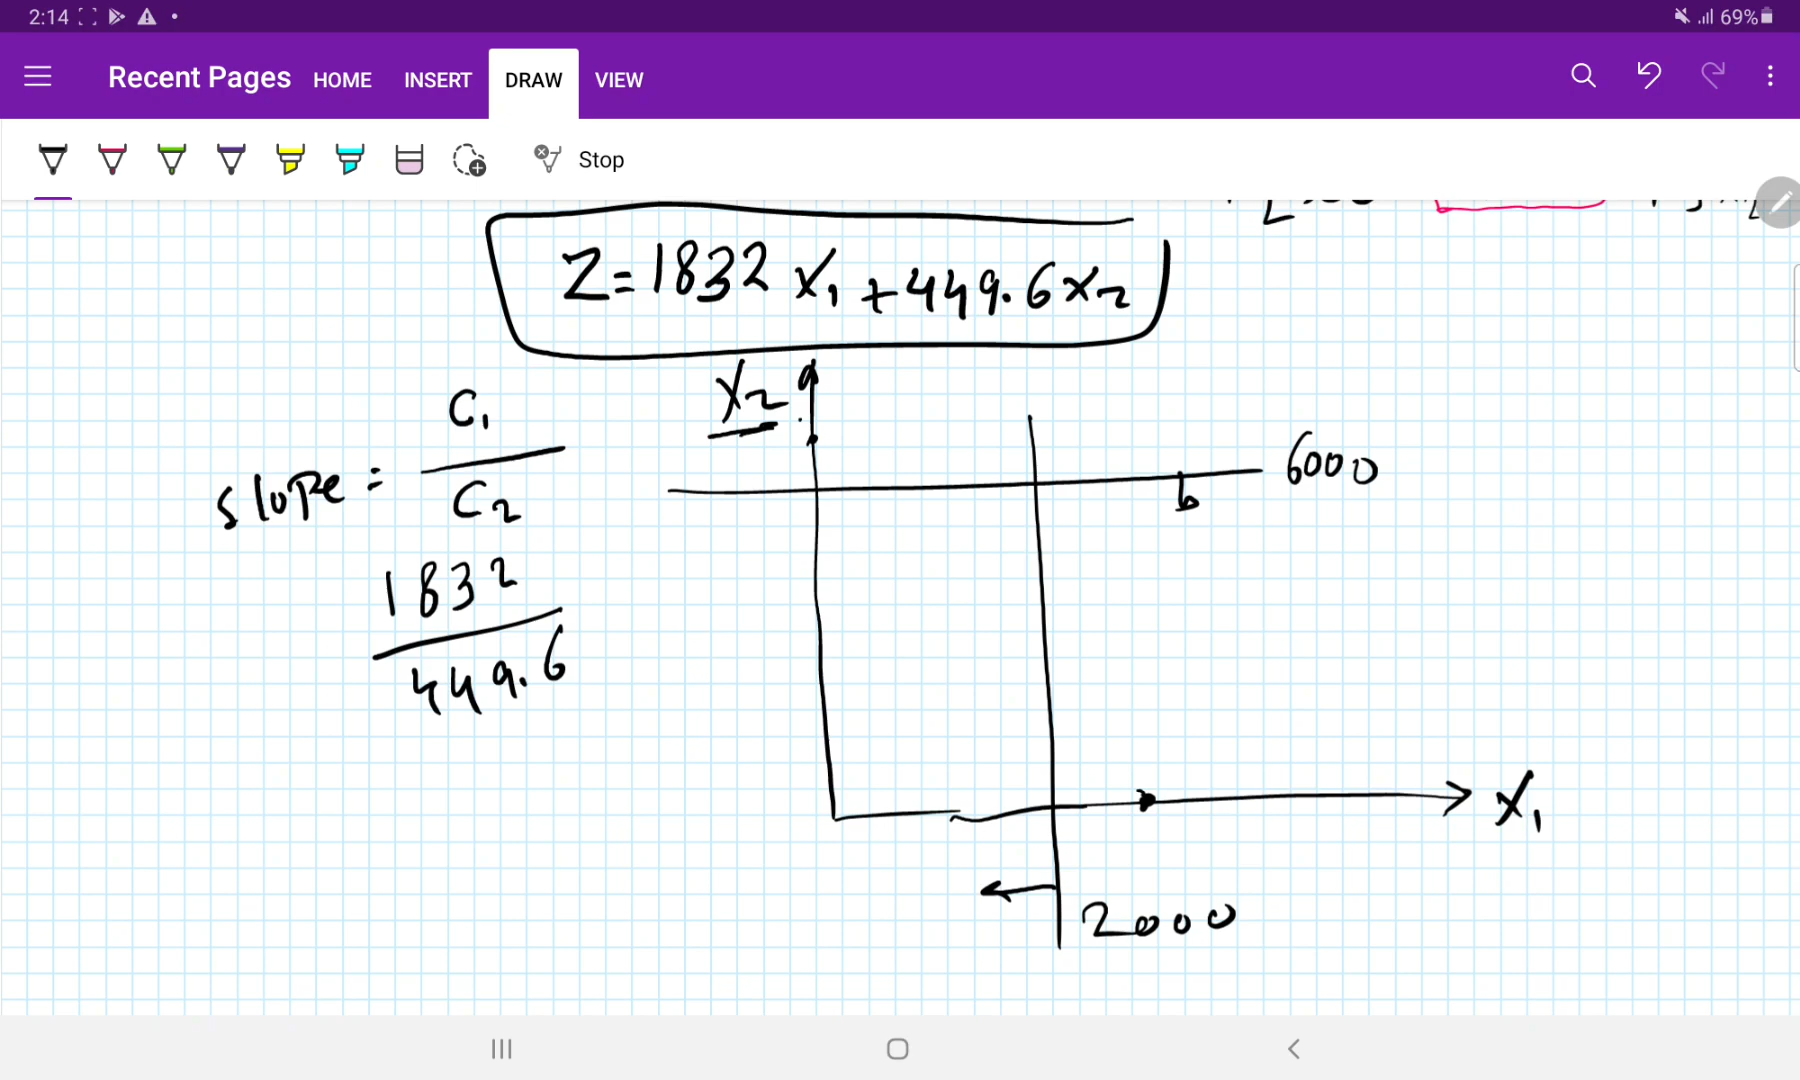 2:14
69%
Recent Pages HOME INSERT DRAW VIEW
Stop
Z=1832 x₁ +449.6x₂
slope = C₁ / C₂
1832 / 449.6
x₂
6000
x₁
2000